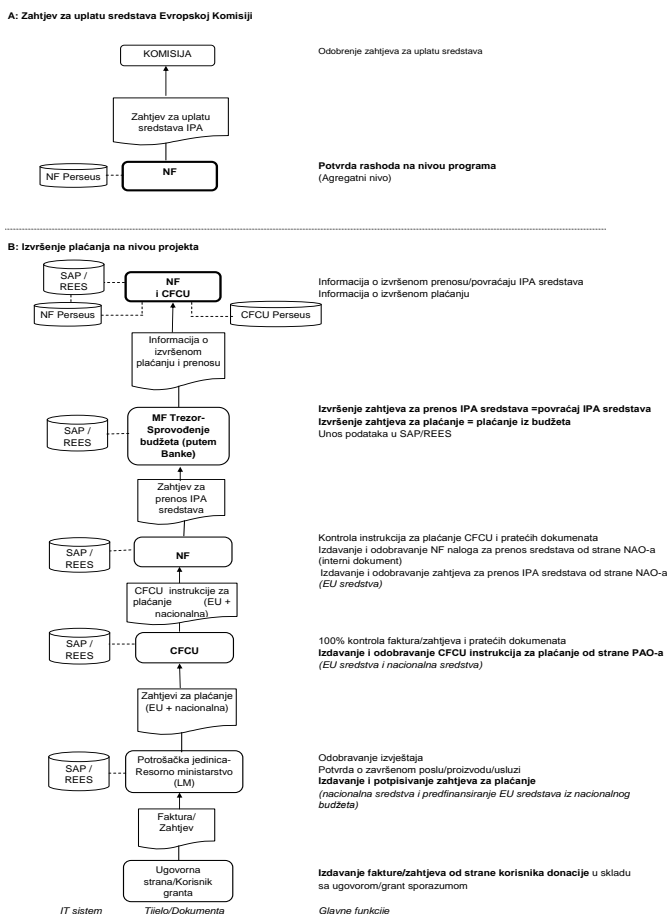 A: Zahtjev za uplatu sredstava Evropskoj Komisiji
KOMISIJA
Odobrenje zahtjeva za uplatu sredstava
Zahtjev za uplatu
sredstava IPA
NF Perseus
NF
Potvrda rashoda na nivou programa
(Agregatni nivo)
B: Izvršenje plaćanja na nivou projekta
SAP /
REES
NF
i CFCU
Informacija o izvršenom prenosu/povraćaju IPA sredstava
Informacija o izvršenom plaćanju
NF Perseus
CFCU Perseus
Informacija o
izvršenom
plaćanju i prenosu
SAP /
REES
MF Trezor-
Sprovođenje
budžeta (putem
Banke)
Izvršenje zahtjeva za prenos IPA sredstava =povraćaj IPA sredstava
Izvršenje zahtjeva za plaćanje = plaćanje iz budžeta
Unos podataka u SAP/REES
Zahtjev za
prenos IPA
sredstava
SAP /
REES
NF
Kontrola instrukcija za plaćanje CFCU i pratećih dokumenata
Izdavanje i odobravanje NF naloga za prenos sredstava od strane NAO-a
(interni dokument)
Izdavanje i odobravanje zahtjeva za prenos IPA sredstava od strane NAO-a
(EU sredstva)
CFCU instrukcije za
plaćanje (EU +
nacionalna)
SAP /
REES
CFCU
100% kontrola faktura/zahtjeva i pratećih dokumenata
Izdavanje i odobravanje CFCU instrukcija za plaćanje od strane PAO-a
(EU sredstva i nacionalna sredstva)
Zahtjevi za plaćanje
(EU + nacionalna)
SAP /
REES
Potrošačka jedinica-
Resorno ministarstvo
(LM)
Odobravanje izvještaja
Potvrda o završenom poslu/proizvodu/usluzi
Izdavanje i potpisivanje zahtjeva za plaćanje
(nacionalna sredstva i predfinansiranje EU sredstava iz nacionalnog
budžeta)
Faktura/
Zahtjev
Ugovorna
strana/Korisnik
granta
Izdavanje fakture/zahtjeva od strane korisnika donacije u skladu
sa ugovorom/grant sporazumom
IT sistem
Tijelo/Dokumenta
Glavne funkcije